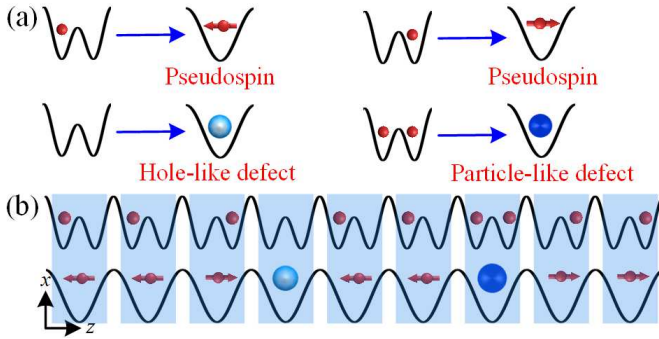 (a)
Pseudospin
Pseudospin
Hole-like defect
Particle-like defect
(b)
x
z